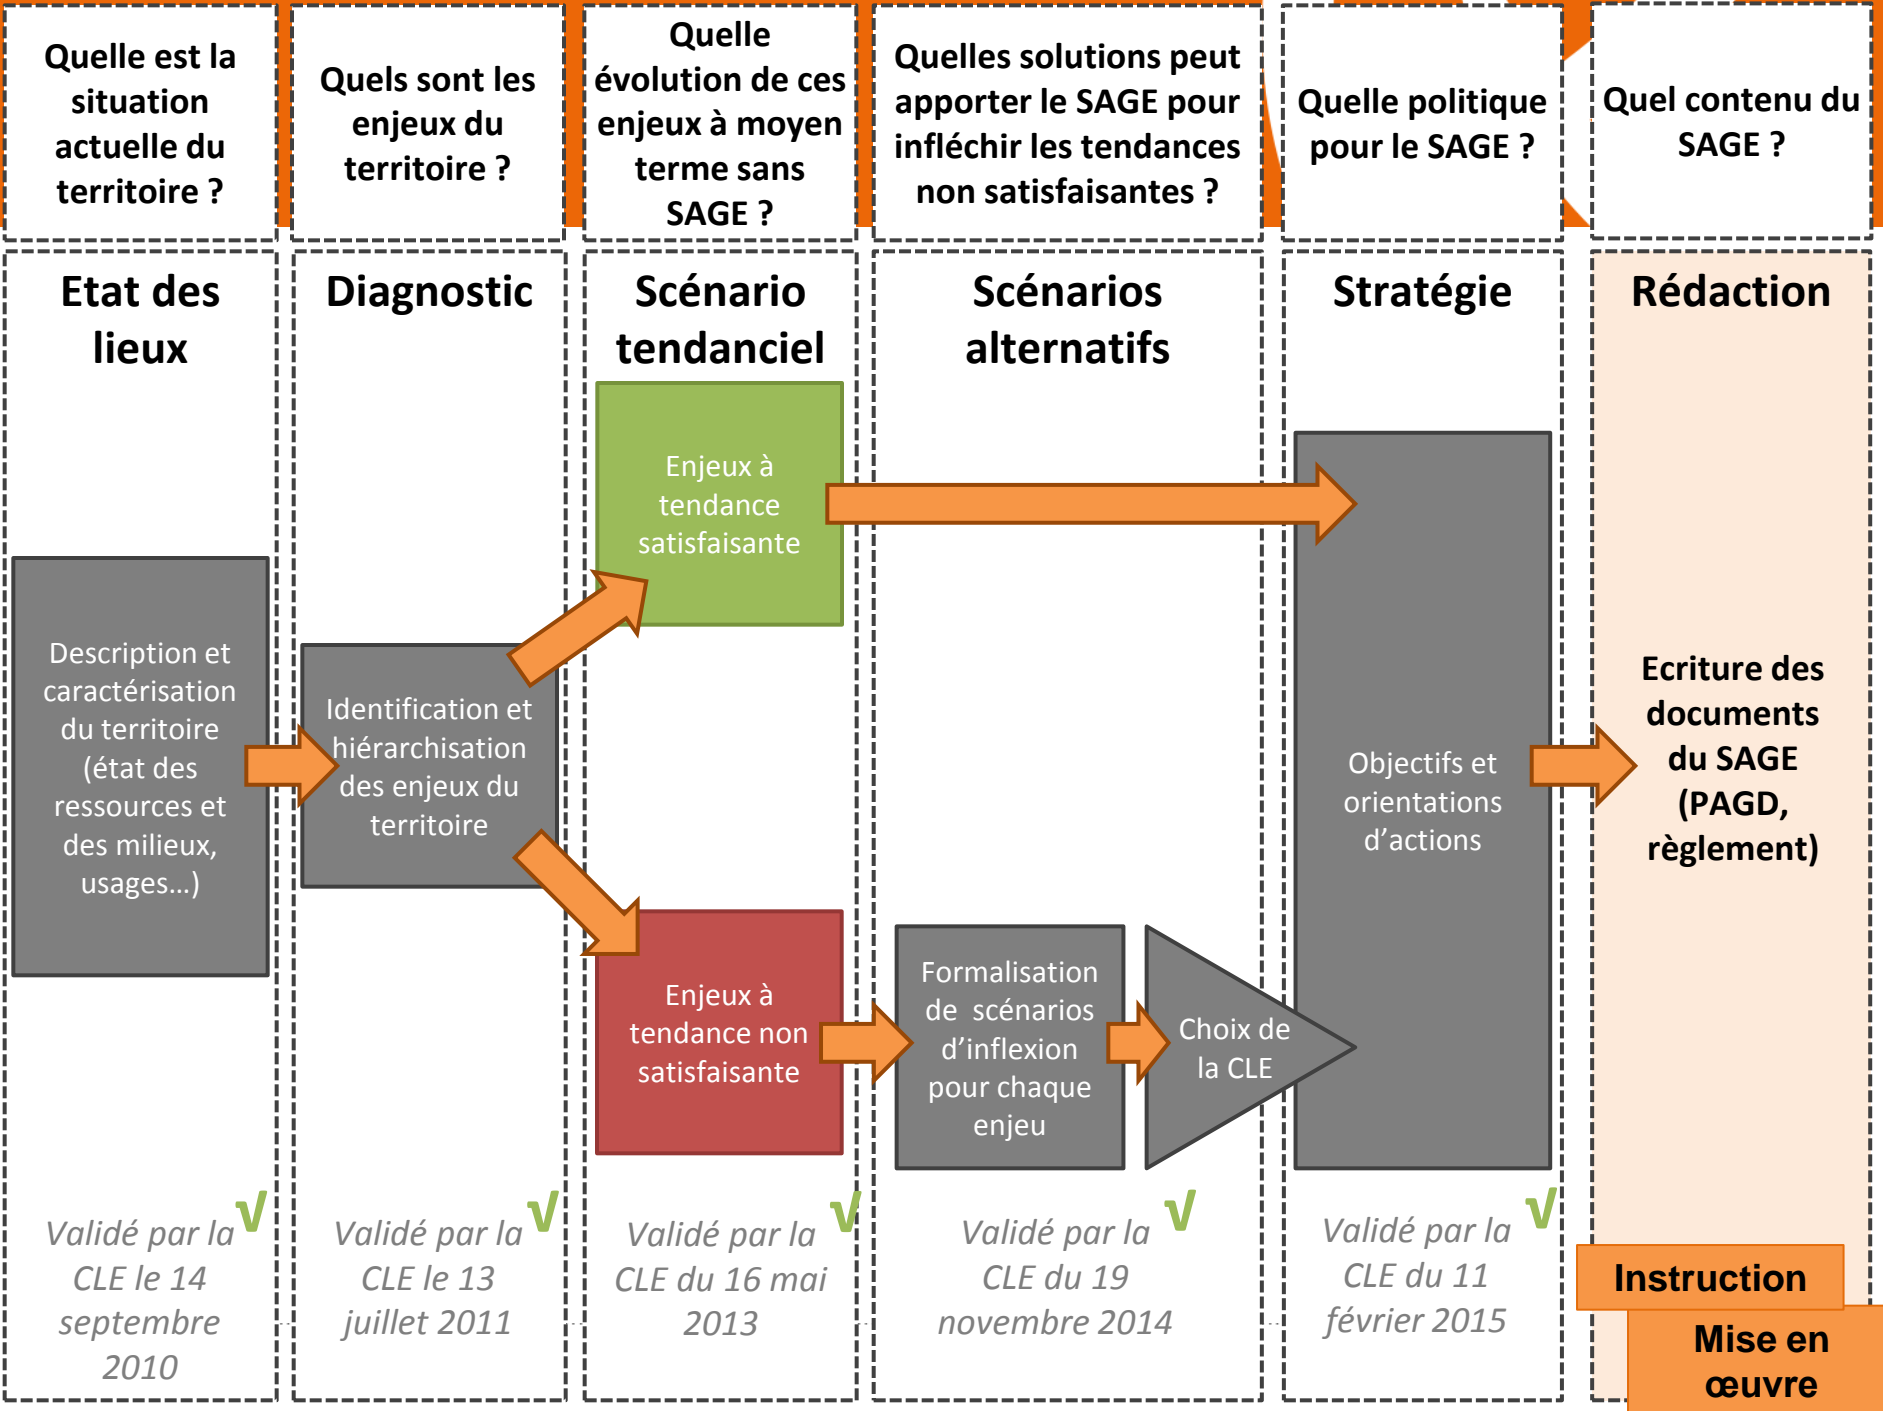 Quelle est la
situation
actuelle du
territoire ?
Quels sont les
enjeux du
territoire ?
Quelle
évolution de ces
enjeux à moyen
terme sans
SAGE ?
Quelles solutions peut
apporter le SAGE pour
infléchir les tendances
non satisfaisantes ?
Quelle politique
pour le SAGE ?
Quel contenu du
SAGE ?
Etat des
lieux
Description et
caractérisation
du territoire
(état des
ressources et
des milieux,
usages…)
Validé par la √
CLE le 14
septembre
2010
Diagnostic
Identification et
hiérarchisation
des enjeux du
territoire
Validé par la √
CLE le 13
juillet 2011
Scénario
tendanciel
Enjeux à
tendance
satisfaisante
Enjeux à
tendance non
satisfaisante
Validé par la √
CLE du 16 mai
2013
Scénarios
alternatifs
Formalisation
de scénarios
d’inflexion
pour chaque
enjeu
Choix de
la CLE
Validé par la √
CLE du 19
novembre 2014
Stratégie
Objectifs et
orientations
d’actions
Validé par la √
CLE du 11
février 2015
Rédaction
Ecriture des
documents
du SAGE
(PAGD,
règlement)
Instruction
Mise en
œuvre